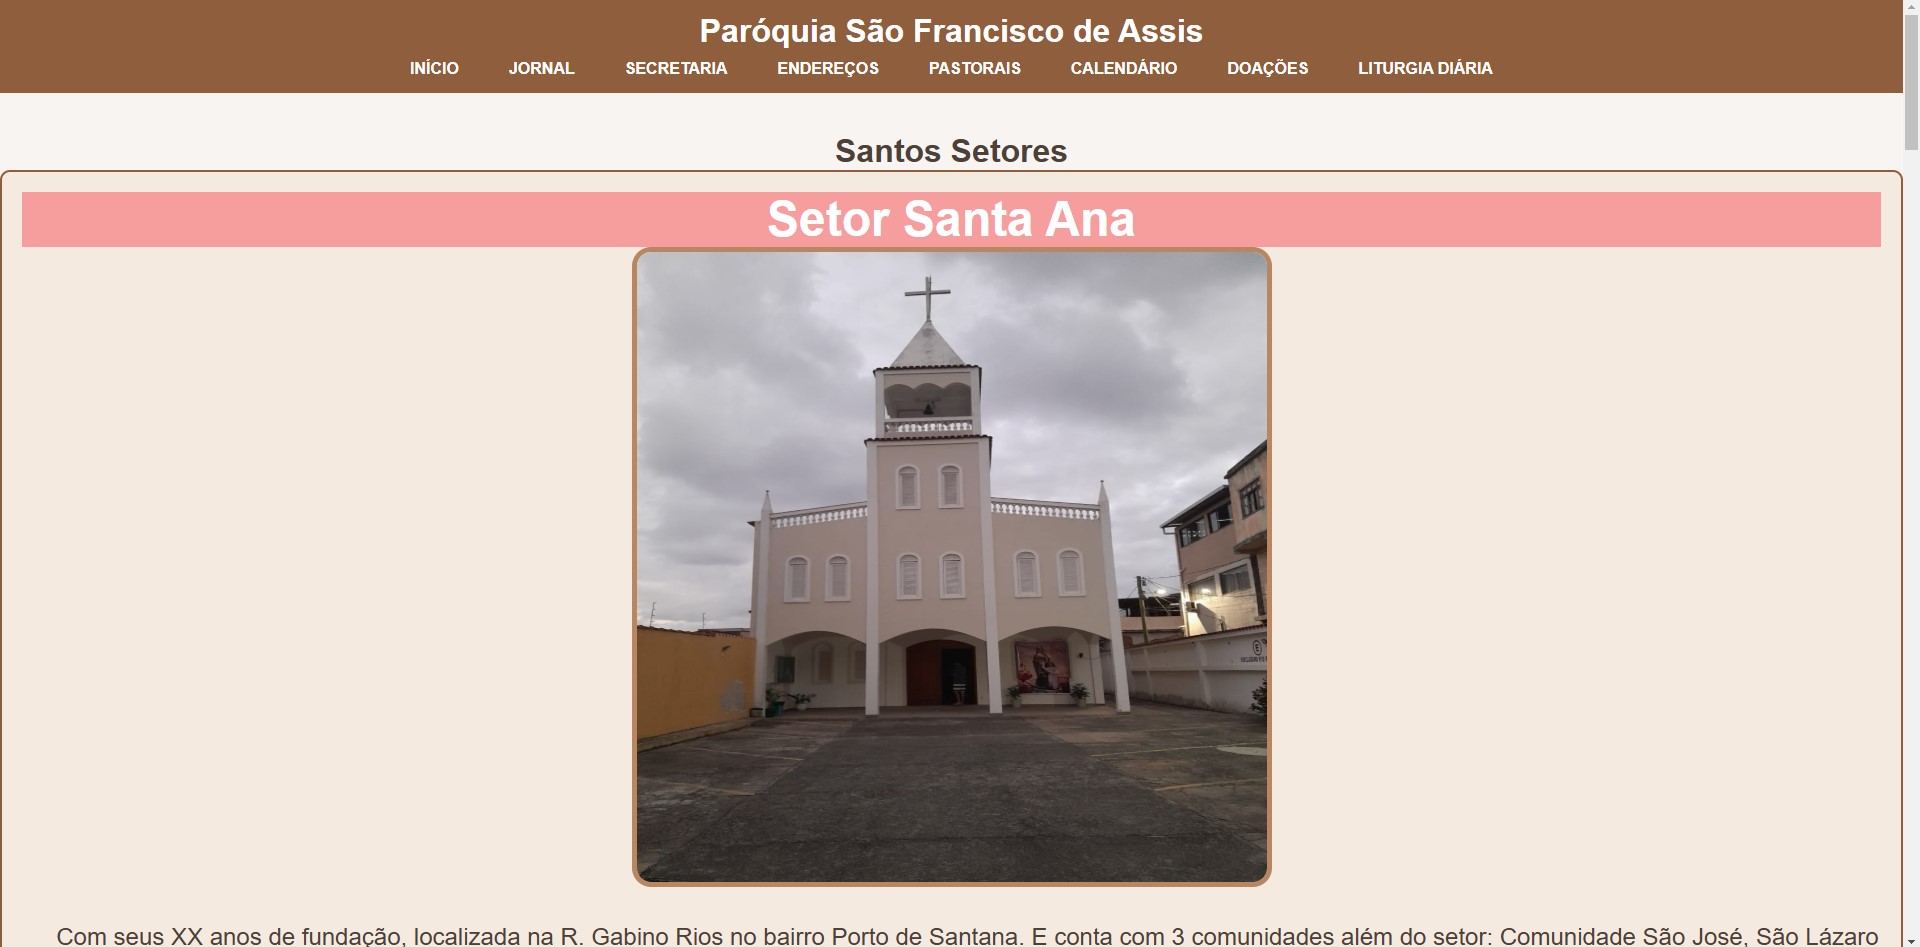 Paróquia São Francisco de Assis
INÍCIO JORNAL SECRETARIA ENDEREÇOS PASTORAIS CALENDÁRIO DOAÇÕES LITURGIA DIÁRIA
Santos Setores
Setor Santa Ana
Com seus XX anos de fundação, localizada na R. Gabino Rios no bairro Porto de Santana. E conta com 3 comunidades além do setor: Comunidade São José, São Lázaro